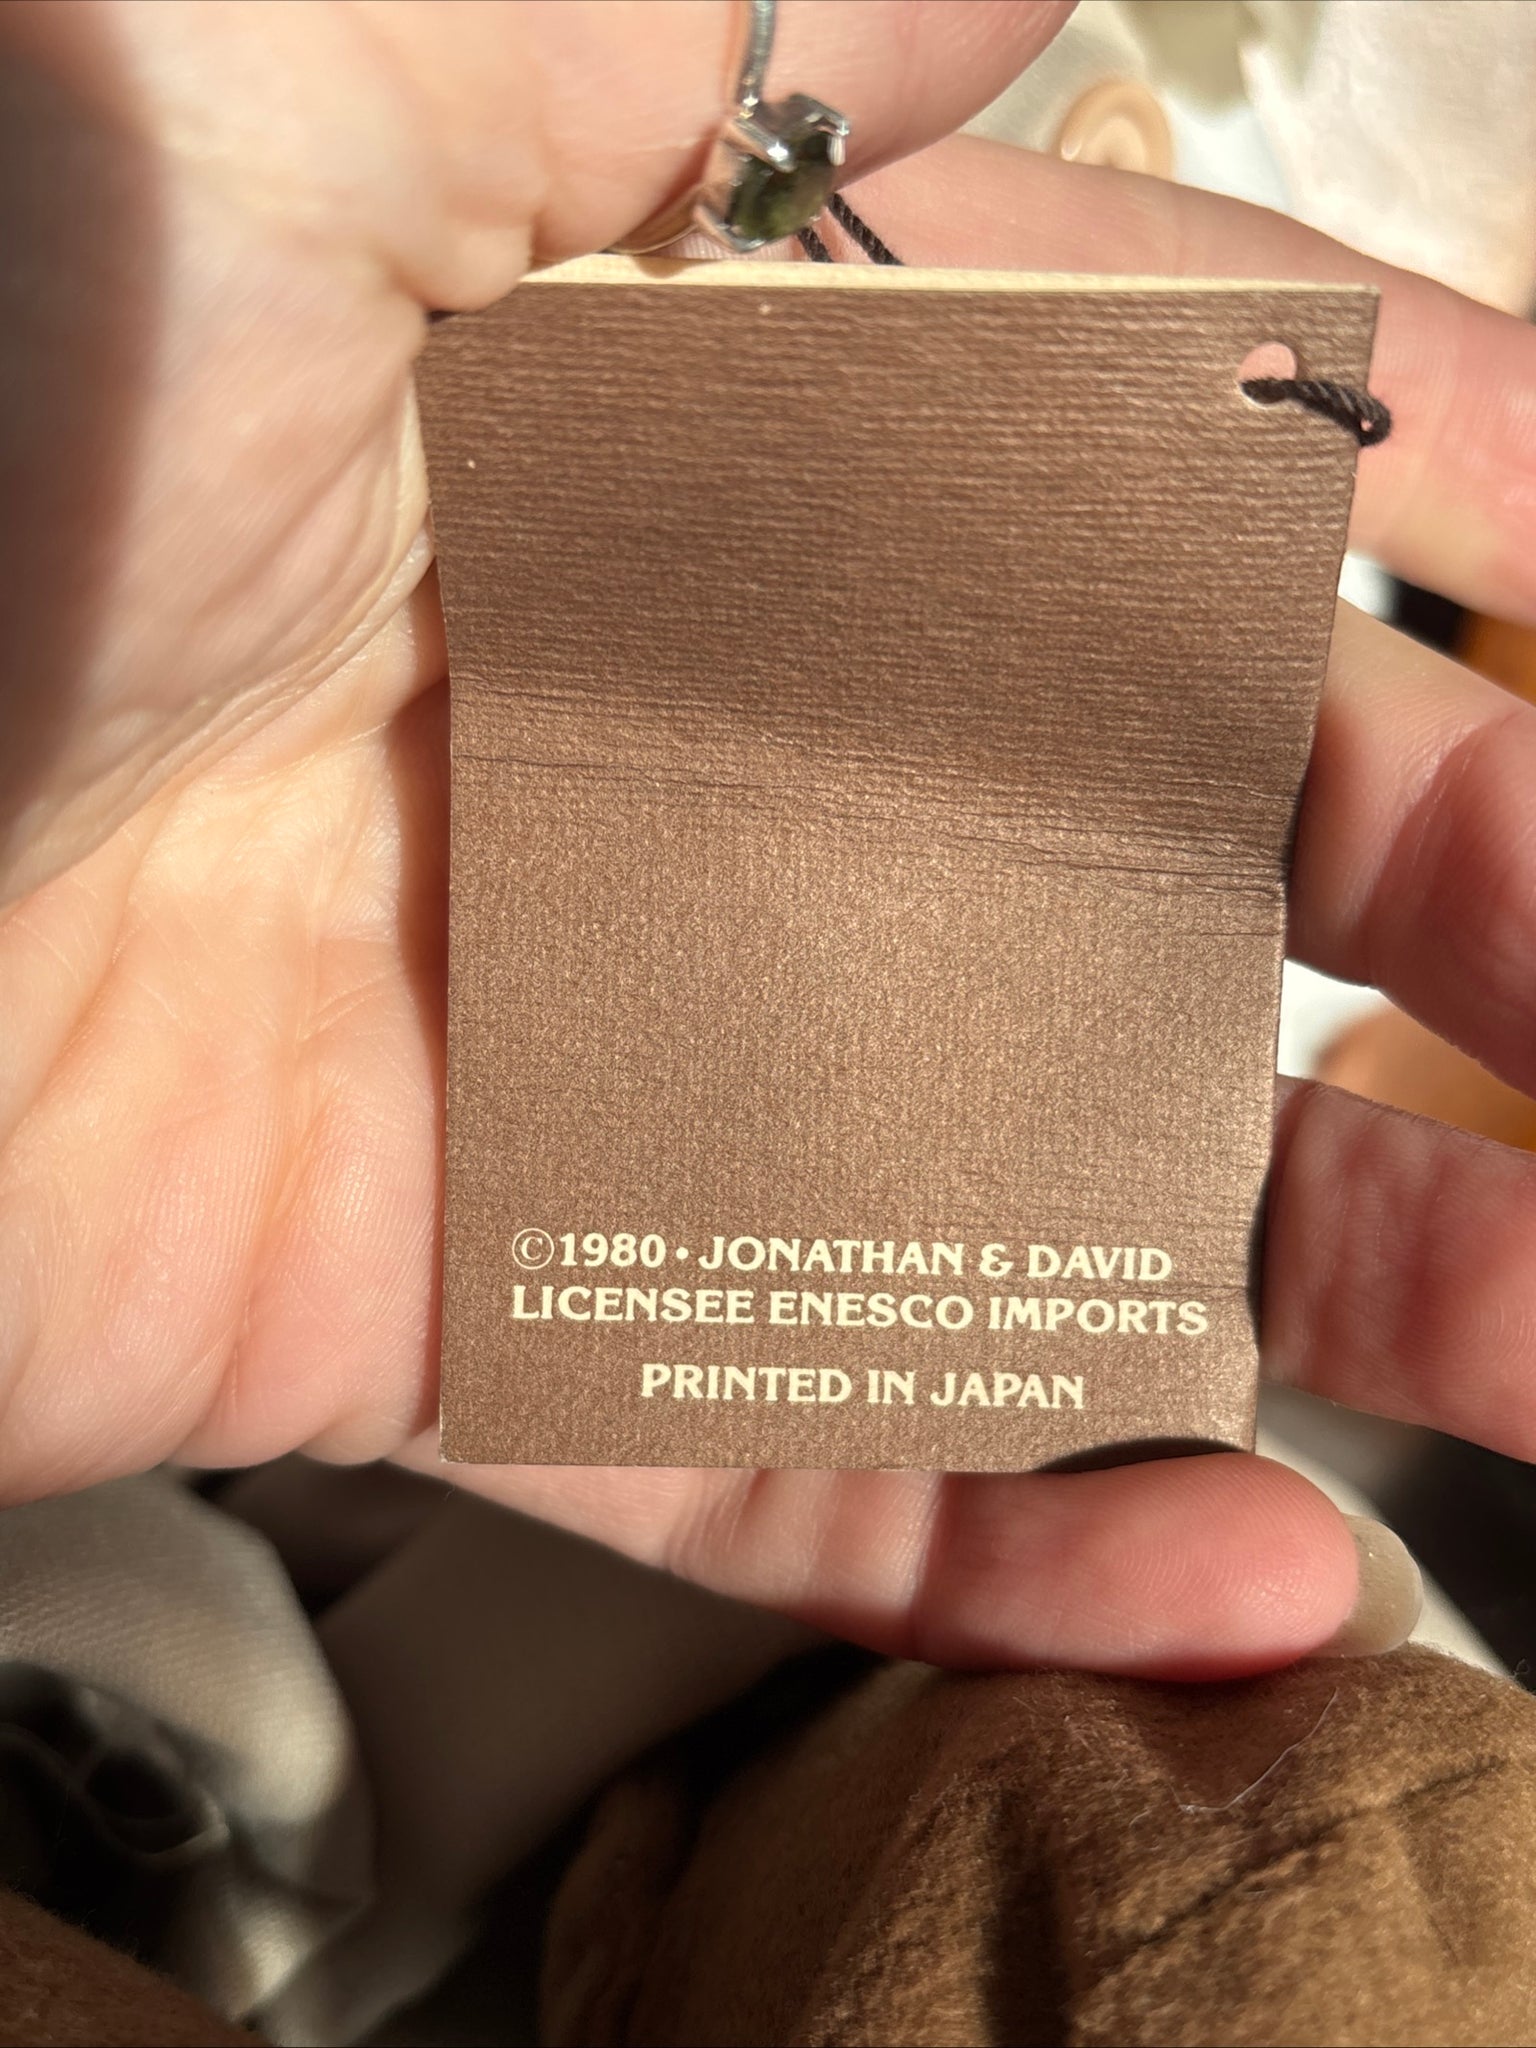 ©1980 • JONATHAN & DAVID
LICENSEE ENESCO IMPORTS
PRINTED IN JAPAN